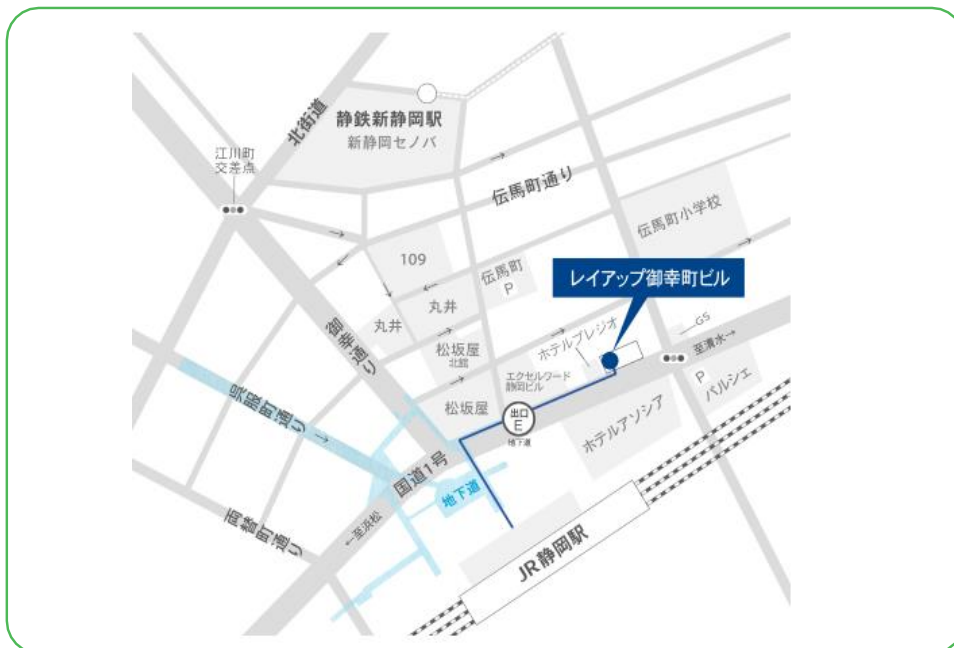 北街道
静鉄新静岡駅
新静岡セノバ
江川町
交差点
→
伝馬町通り
伝馬町小学校
→
→
←
109
伝馬町
P
←
↓
レイアップ御幸町ビル
丸井
丸井
→
御幸通り
松坂屋
北館
→
ホテルプレジオ
GS
至清水→
エクセルワード
静岡ビル
P
パルシェ
→
松坂屋
出口
E
地下道
ホテルアソシア
呉服町通り
→
国道1号
地下道
両替町通り
←至浜松
JR静岡駅